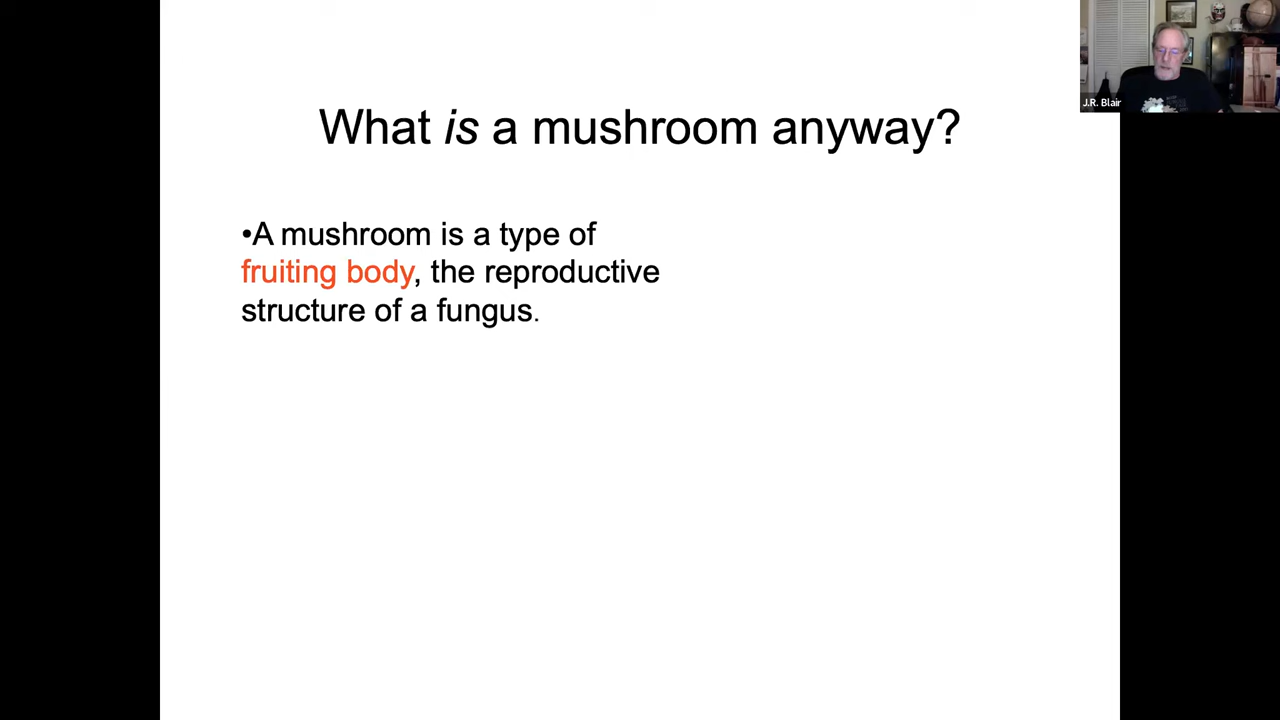 J.R. Blair
What is a mushroom anyway?
•A mushroom is a type of
fruiting body, the reproductive
structure of a fungus.